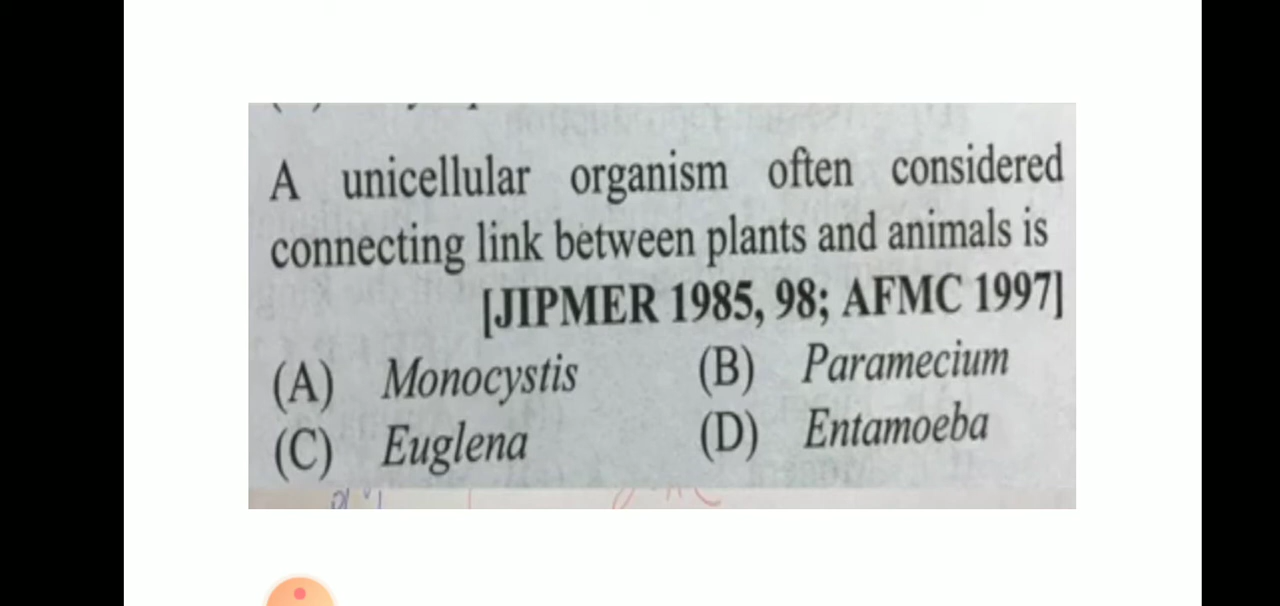 A unicellular organism often considered
connecting link between plants and animals is
[JIPMER 1985, 98; AFMC 1997]
(A) Monocystis (B) Paramecium
(C) Euglena (D) Entamoeba